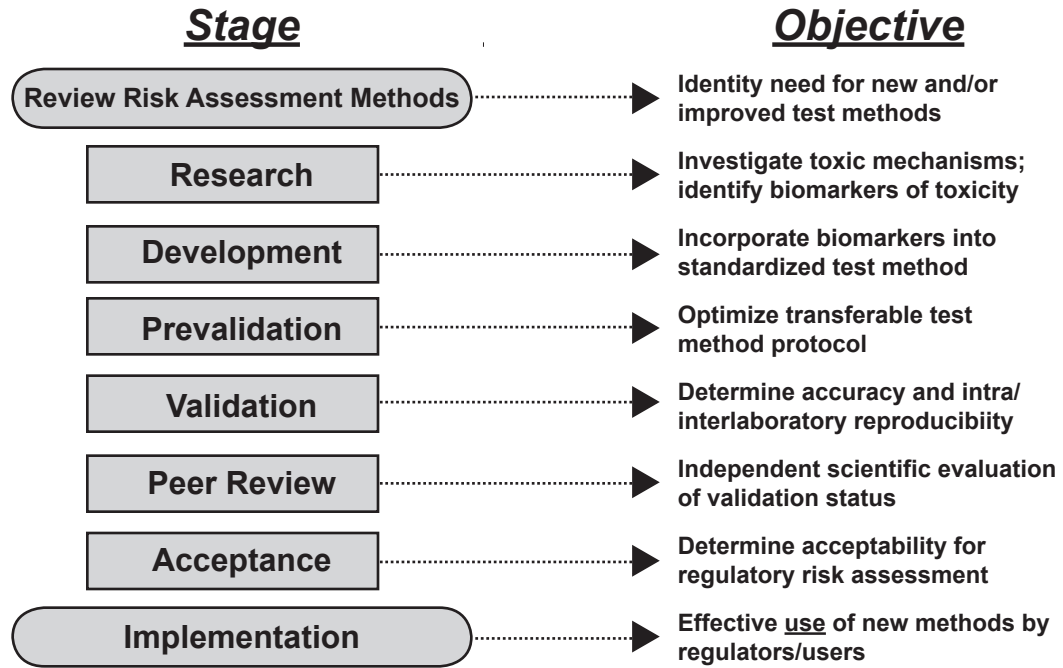 Stage
Objective
Review Risk Assessment Methods
Identity need for new and/or
improved test methods
Research
Investigate toxic mechanisms;
identify biomarkers of toxicity
Development
Incorporate biomarkers into
standardized test method
Prevalidation
Optimize transferable test
method protocol
Validation
Determine accuracy and intra/
interlaboratory reproducibiity
Peer Review
Independent scientific evaluation
of validation status
Acceptance
Determine acceptability for
regulatory risk assessment
Implementation
Effective use of new methods by
regulators/users